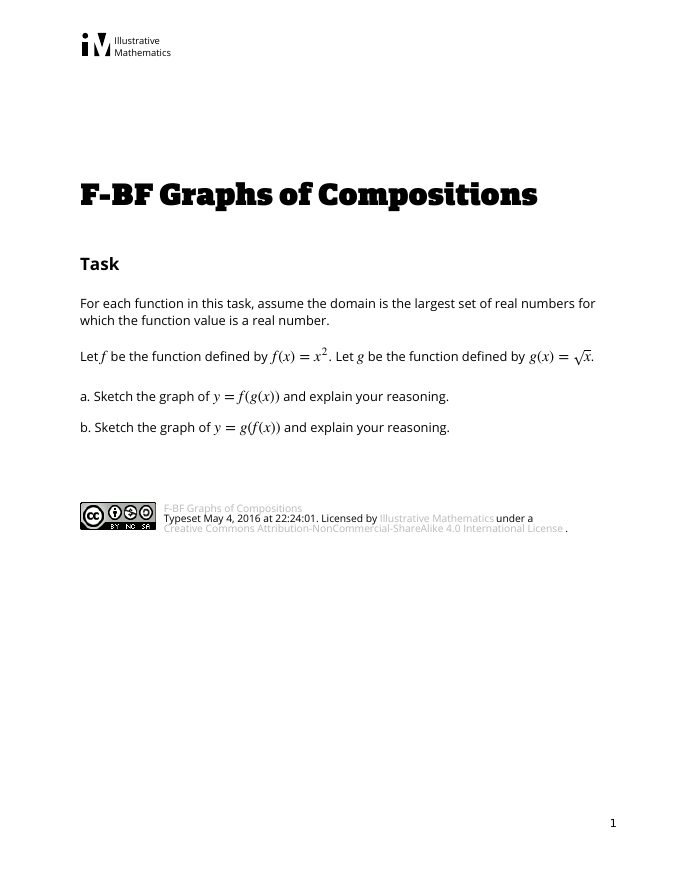 Illustrative
Mathematics
F-BF Graphs of Compositions
Task
For each function in this task, assume the domain is the largest set of real numbers for
which the function value is a real number.
Let f be the function defined by f(x) = x². Let g be the function defined by g(x) = √x.
a. Sketch the graph of y = f(g(x)) and explain your reasoning.
b. Sketch the graph of y = g(f(x)) and explain your reasoning.
cc BY NC SA
F-BF Graphs of Compositions
Typeset May 4, 2016 at 22:24:01. Licensed by Illustrative Mathematics under a
Creative Commons Attribution-NonCommercial-ShareAlike 4.0 International License .
1